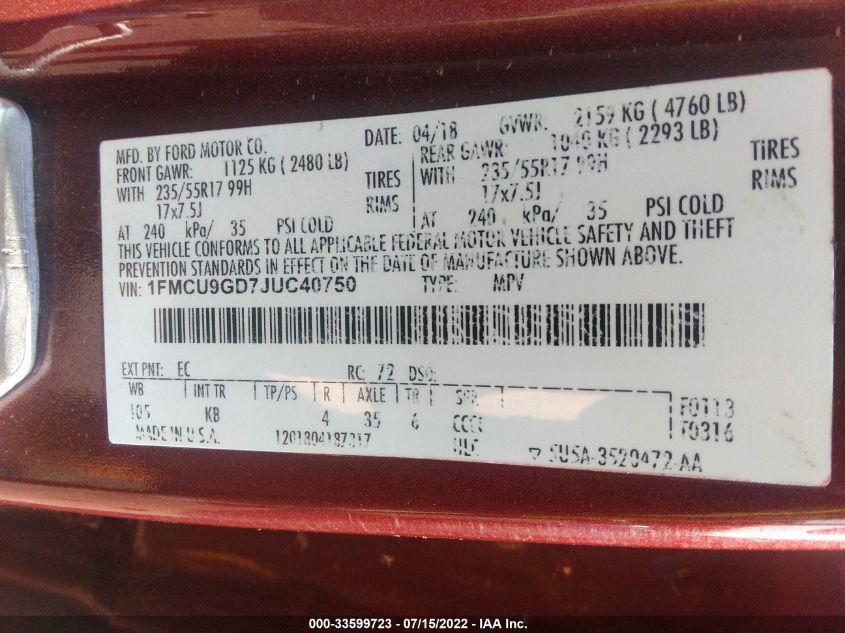 MFD. BY FORD MOTOR CO. DATE: 04/18 GVWR: 2159 KG ( 4760 LB)
FRONT GAWR: 1125 KG ( 2480 LB) REAR GAWR: 1040 KG ( 2293 LB)
WITH 235/55R17 99H TIRES WITH 235/55R17 99H TIRES
17x7.5J RIMS 17x7.5J RIMS
AT 240 kPa/ 35 PSI COLD AT 240 kPa/ 35 PSI COLD
THIS VEHICLE CONFORMS TO ALL APPLICABLE FEDERAL MOTOR VEHICLE SAFETY AND THEFT
PREVENTION STANDARDS IN EFFECT ON THE DATE OF MANUFACTURE SHOWN ABOVE.
VIN: 1FMCU9GD7JUC40750 TYPE: MPV
EXT PNT: EC RC: 72 DSO:
WB INT TR TP/PS R AXLE TR SPR F0113
105 KB 4 35 6 CCCC T0316
MADE IN U.S.A. ULC 5U5A-3520472-AA
000-33599723 - 07/15/2022 - IAA Inc.